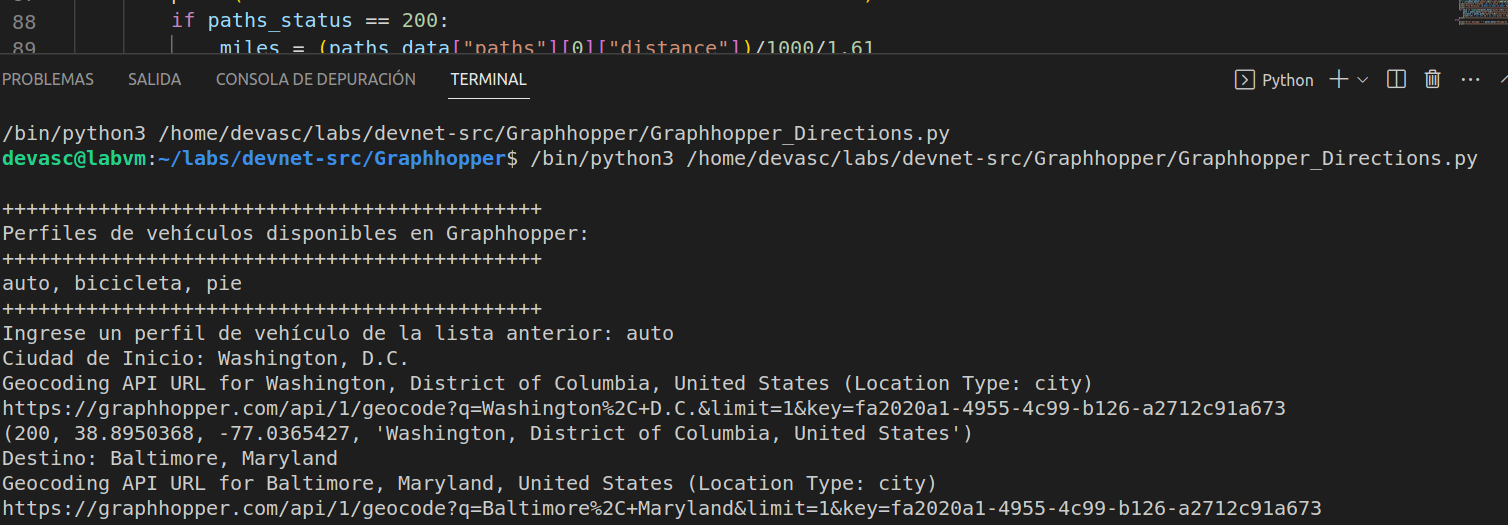 88 if paths_status == 200:
89 miles = (paths_data["paths"][0]["distance"])/1000/1.61
PROBLEMAS SALIDA CONSOLA DE DEPURACIÓN TERMINAL Python
/bin/python3 /home/devasc/labs/devnet-src/Graphhopper/Graphhopper_Directions.py
devasc@labvm:~/labs/devnet-src/Graphhopper$ /bin/python3 /home/devasc/labs/devnet-src/Graphhopper/Graphhopper_Directions.py
+++++++++++++++++++++++++++++++++++++++++++++
Perfiles de vehículos disponibles en Graphhopper:
+++++++++++++++++++++++++++++++++++++++++++++
auto, bicicleta, pie
+++++++++++++++++++++++++++++++++++++++++++++
Ingrese un perfil de vehículo de la lista anterior: auto
Ciudad de Inicio: Washington, D.C.
Geocoding API URL for Washington, District of Columbia, United States (Location Type: city)
https://graphhopper.com/api/1/geocode?q=Washington%2C+D.C.&limit=1&key=fa2020a1-4955-4c99-b126-a2712c91a673
(200, 38.8950368, -77.0365427, 'Washington, District of Columbia, United States')
Destino: Baltimore, Maryland
Geocoding API URL for Baltimore, Maryland, United States (Location Type: city)
https://graphhopper.com/api/1/geocode?q=Baltimore%2C+Maryland&limit=1&key=fa2020a1-4955-4c99-b126-a2712c91a673